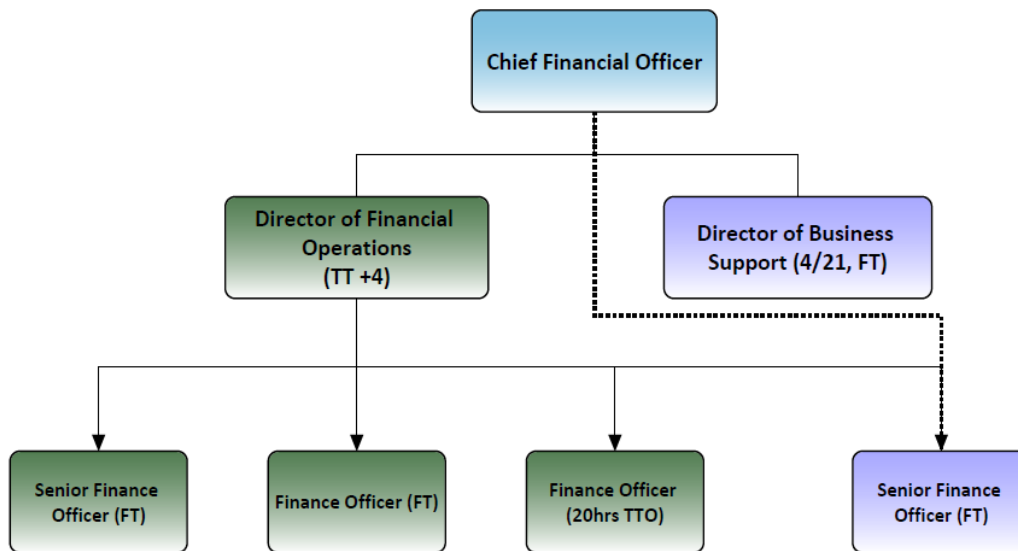 Chief Financial Officer
Director of Financial
Operations
(TT +4)
Director of Business
Support (4/21, FT)
Senior Finance
Officer (FT)
Finance Officer (FT)
Finance Officer
(20hrs TTO)
Senior Finance
Officer (FT)